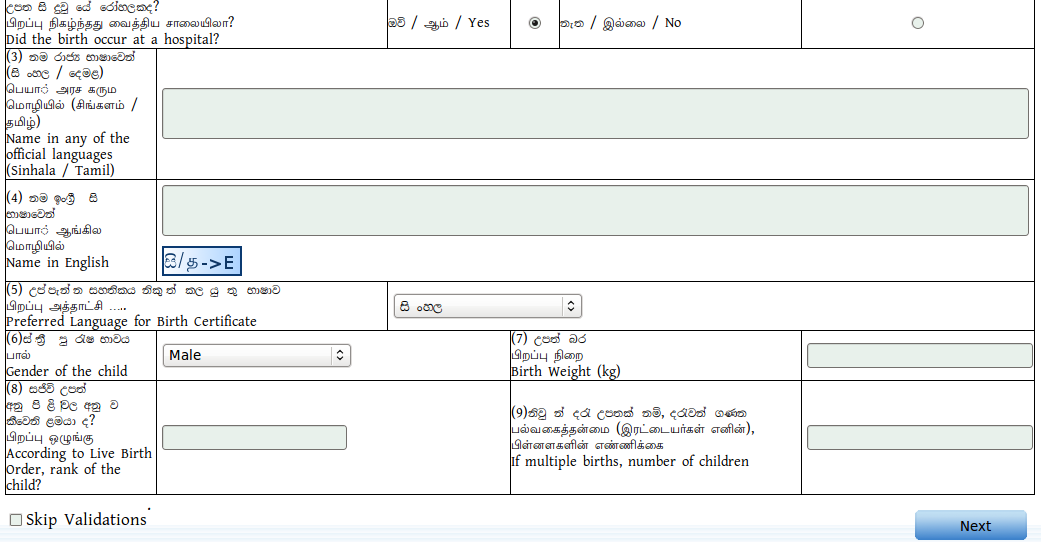 උපත සිදුවුයේ රෝහලකද?
பிறப்பு நிகழ்ந்தது வைத்திய சாலையிலா?
Did the birth occur at a hospital?
ඔව් / ஆம் / Yes
නැත / இல்லை / No
(3) නම රාජ්‍ය භාෂාවෙන්
(සිංහල / දෙමළ)
பெயர் அரச கரும
மொழியில் (சிங்களம் /
தமிழ்)
Name in any of the
official languages
(Sinhala / Tamil)
(4) නම ඉංග්‍රීසි
භාෂාවෙන්
பெயர் ஆங்கில
மொழியில்
Name in English
සි/த->E
(5) උප්පැන්න සහතිකය නිකුත් කල යුතු භාෂාව
பிறப்பு அத்தாட்சி .....
Preferred Language for Birth Certificate
සිංහල
(6)ස්ත්‍රී පුරුෂ භාවය
பால்
Gender of the child
Male
(7) උපත් බර
பிறப்பு நிறை
Birth Weight (kg)
(8) සජීවි උපත්
අනුපිළිවල අනුව
කීවෙනි ළමයා ද?
பிறப்பு ஒழுங்கு
According to Live Birth
Order, rank of the
child?
(9)නිවුන් දරු උපතක් නම්, දරුවන් ගණන
பல்வகைத்தன்மை (இரட்டையர்கள் எனின்),
பிள்னளகளின் எண்ணிக்கை
If multiple births, number of children
Skip Validations
Next